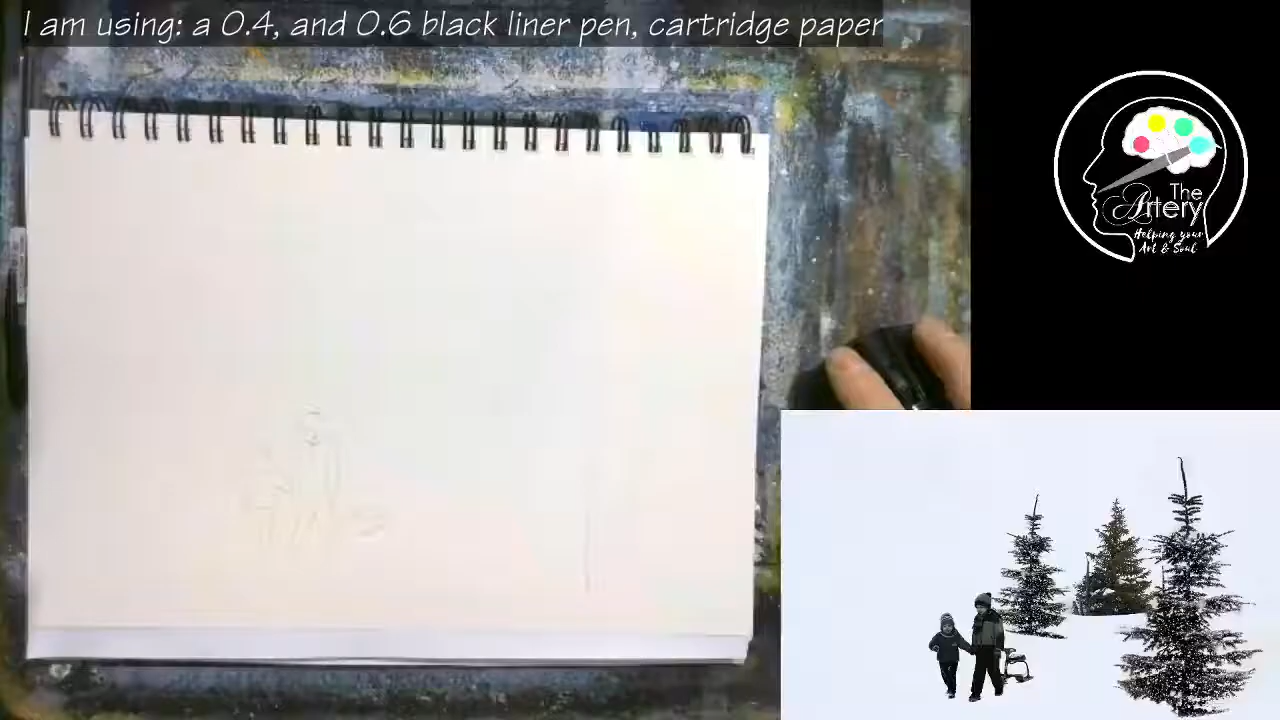 I am using: a 0.4, and 0.6 black liner pen, cartridge paper
The
Artery
Helping your
Art & Soul